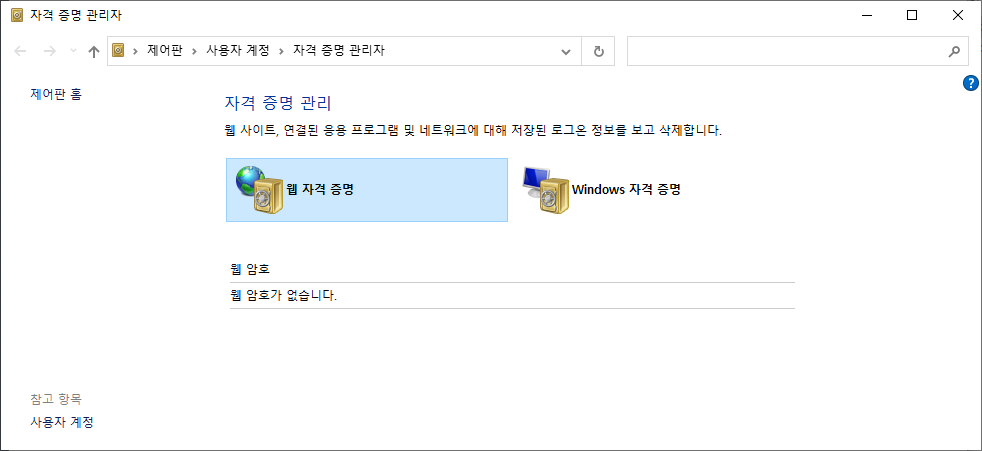 자격 증명 관리자
제어판 › 사용자 계정 › 자격 증명 관리자
제어판 홈
자격 증명 관리
웹 사이트, 연결된 응용 프로그램 및 네트워크에 대해 저장된 로그온 정보를 보고 삭제합니다.
웹 자격 증명
Windows 자격 증명
웹 암호
웹 암호가 없습니다.
참고 항목
사용자 계정